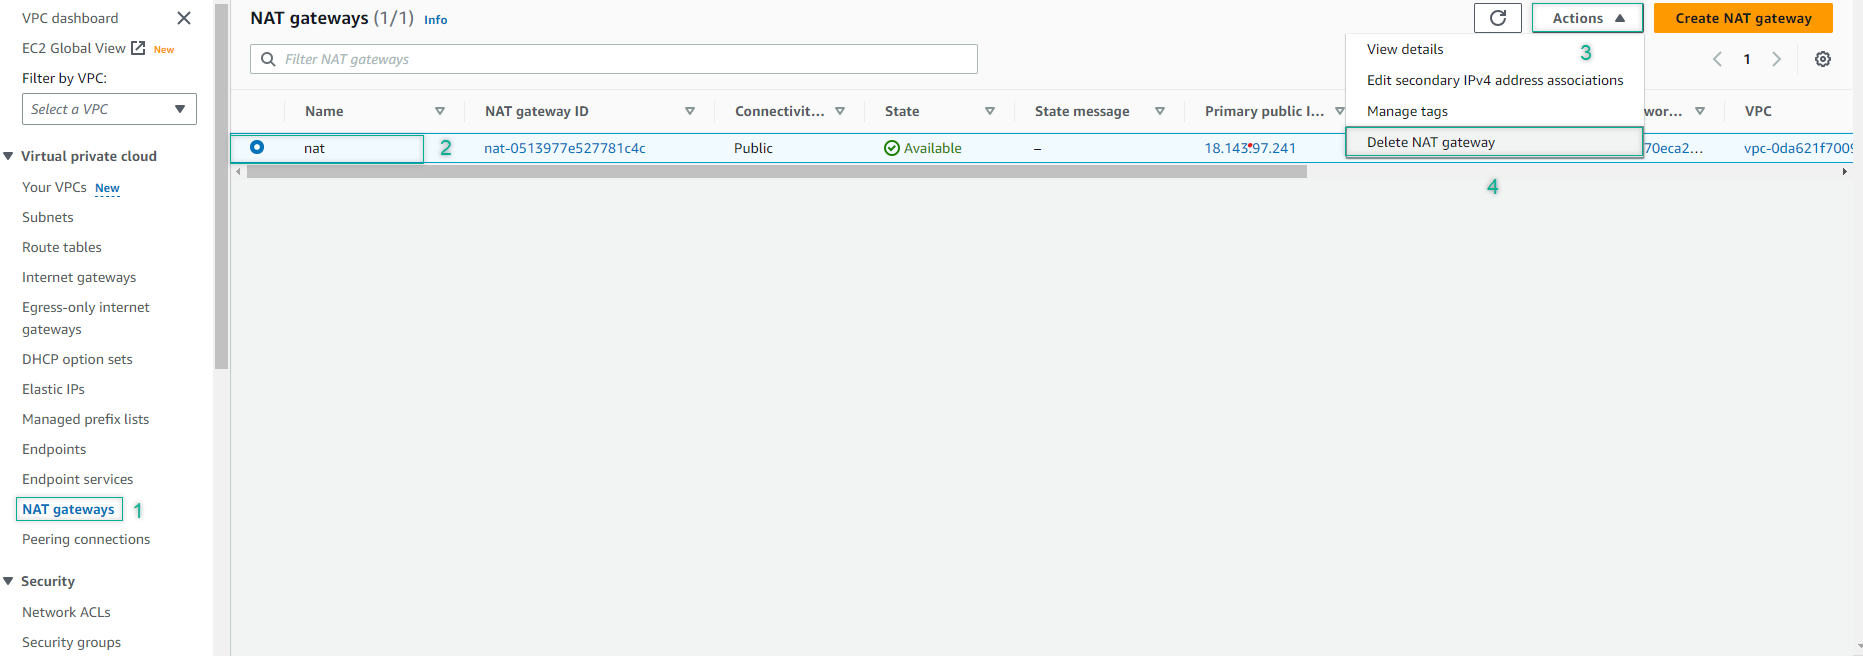 VPC dashboard
EC2 Global View New
Filter by VPC:
Select a VPC
Virtual private cloud
Your VPCs New
Subnets
Route tables
Internet gateways
Egress-only internet
gateways
DHCP option sets
Elastic IPs
Managed prefix lists
Endpoints
Endpoint services
NAT gateways 1
Peering connections
Security
Network ACLs
Security groups
NAT gateways (1/1) Info
Actions
Create NAT gateway
Filter NAT gateways
1
View details
3
Edit secondary IPv4 address associations
Manage tags
Delete NAT gateway
4
Name NAT gateway ID Connectivit... State State message Primary public I... wor... VPC
nat 2 nat-0513977e527781c4c Public Available – 18.143.97.241 70eca2... vpc-0da621f7009